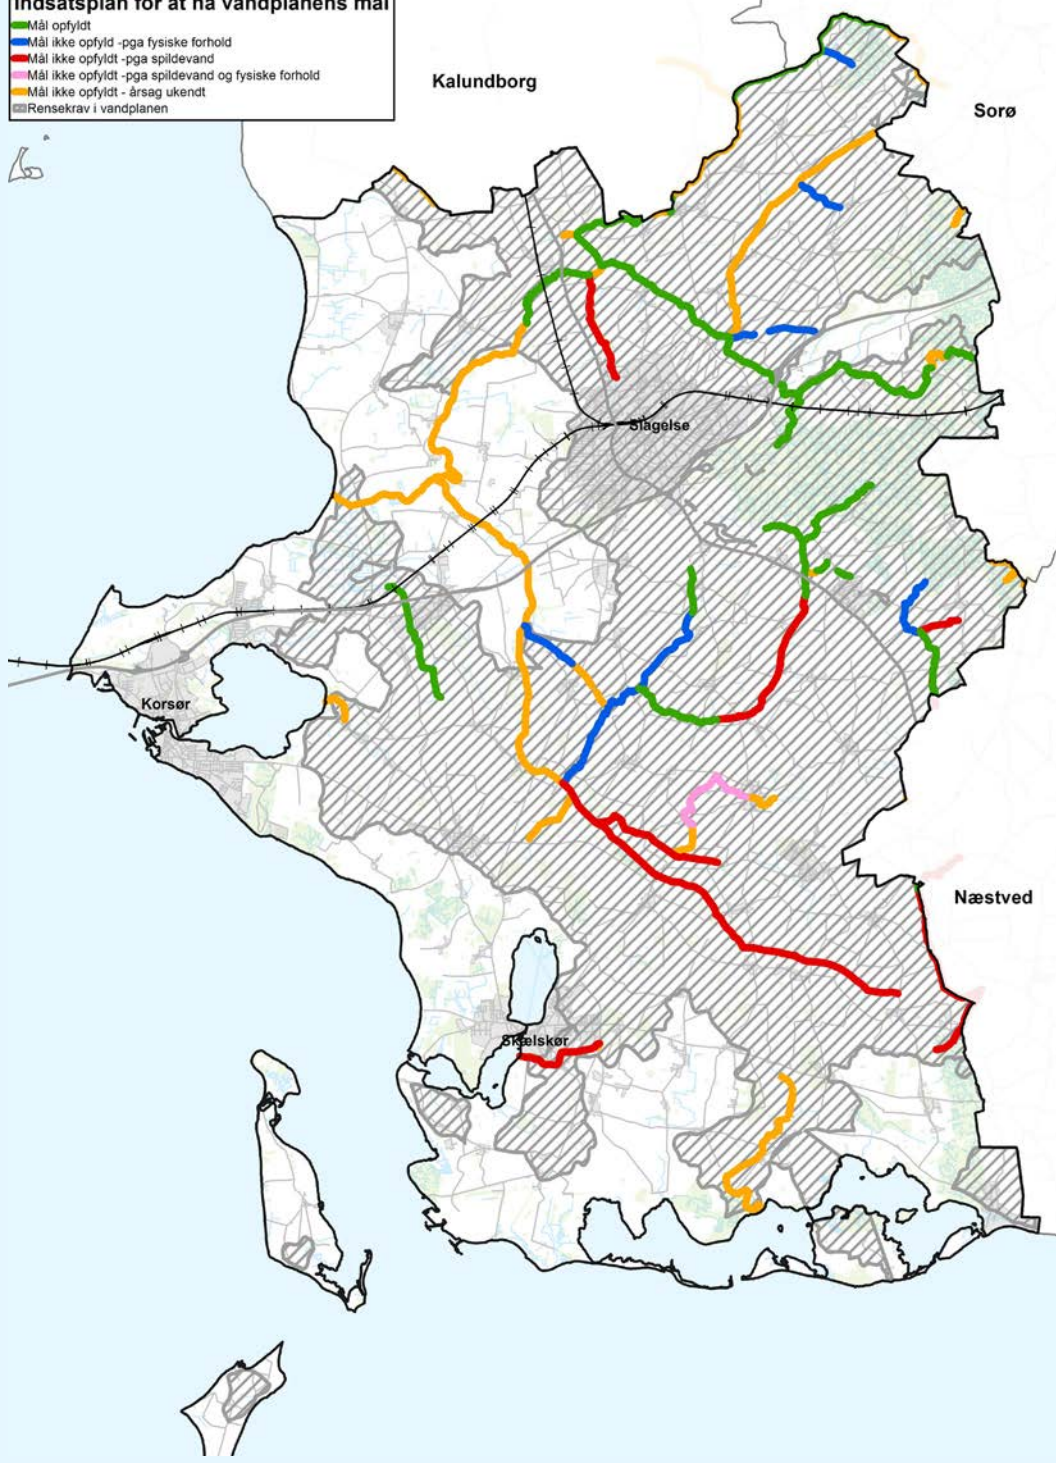 Indsatsplan for at nå vandplanens mål
Mål opfyldt
Mål ikke opfyld -pga fysiske forhold
Mål ikke opfyldt -pga spildevand
Mål ikke opfyldt -pga spildevand og fysiske forhold
Mål ikke opfyldt - årsag ukendt
Rensekrav i vandplanen
Kalundborg
Sorø
Slagelse
Korsør
Næstved
Skælskør